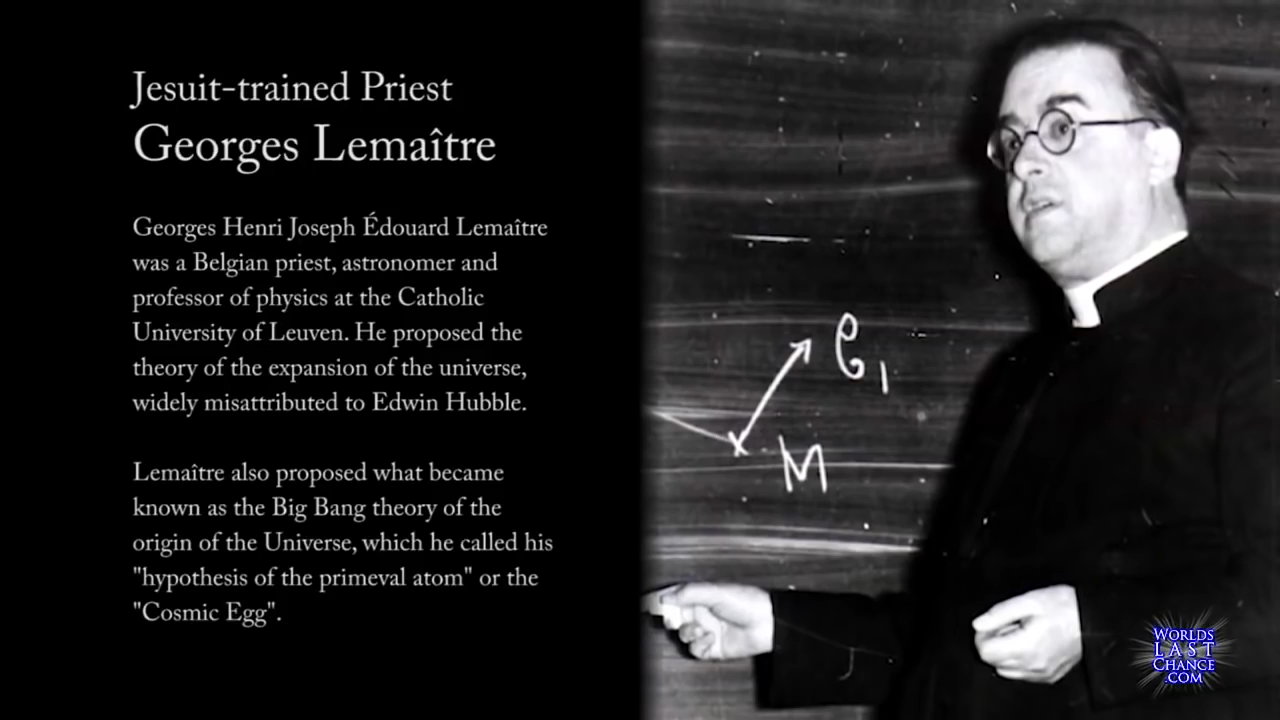 Jesuit-trained Priest
Georges Lemaître
Georges Henri Joseph Édouard Lemaître
was a Belgian priest, astronomer and
professor of physics at the Catholic
University of Leuven. He proposed the
theory of the expansion of the universe,
widely misattributed to Edwin Hubble.
Lemaître also proposed what became
known as the Big Bang theory of the
origin of the Universe, which he called his
"hypothesis of the primeval atom" or the
"Cosmic Egg".
M
WORLDS
LAST
CHANCE
.COM